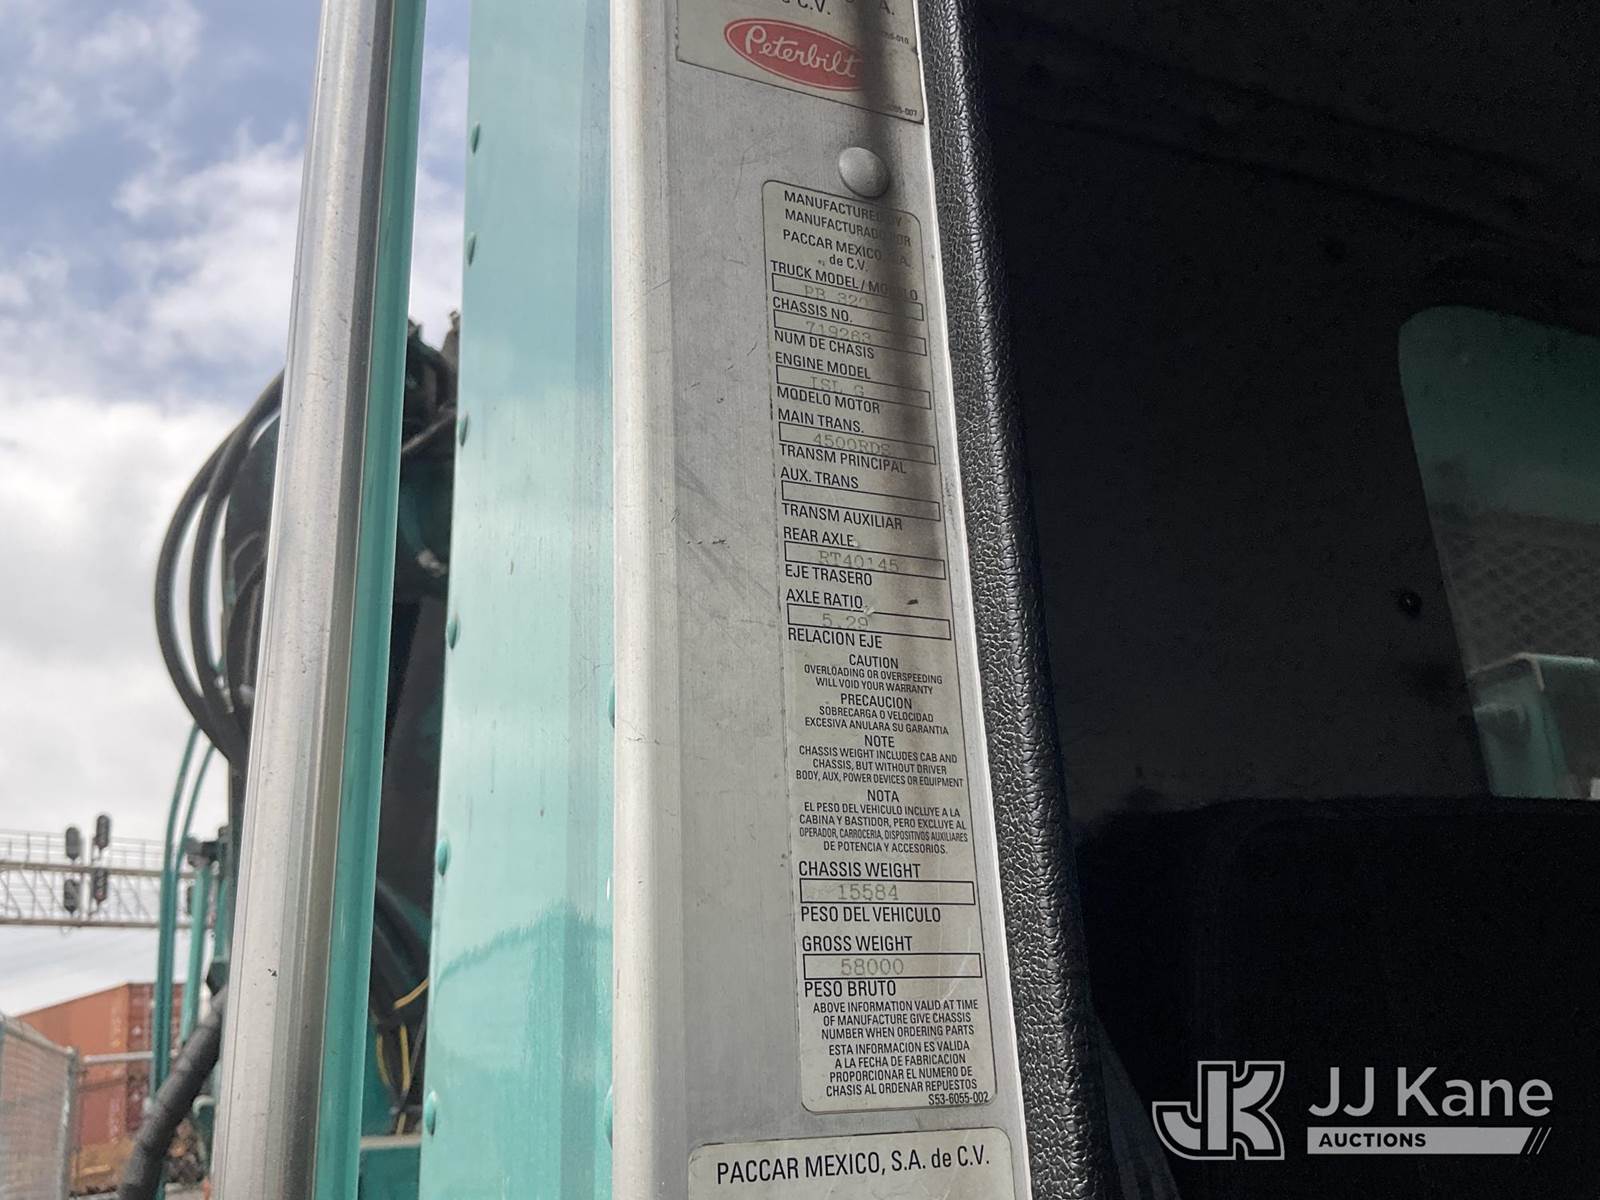 de C.V.
Peterbilt
MANUFACTURED BY
MANUFACTURADO POR
PACCAR MEXICO, S.A.
de C.V.
TRUCK MODEL / MODELO
PB 320
CHASSIS NO.
719263
NUM DE CHASIS
ENGINE MODEL
ISL G
MODELO MOTOR
MAIN TRANS.
4500RDS
TRANSM PRINCIPAL
AUX. TRANS
TRANSM AUXILIAR
REAR AXLE
RT40145
EJE TRASERO
AXLE RATIO
5.29
RELACION EJE
CAUTION
OVERLOADING OR OVERSPEEDING
WILL VOID YOUR WARRANTY
PRECAUCION
SOBRECARGA O VELOCIDAD
EXCESIVA ANULARA SU GARANTIA
NOTE
CHASSIS WEIGHT INCLUDES CAB AND
CHASSIS, BUT WITHOUT DRIVER
BODY, AUX, POWER DEVICES OR EQUIPMENT
NOTA
EL PESO DEL VEHICULO INCLUYE A LA
CABINA Y BASTIDOR, PERO EXCLUYE AL
OPERADOR, CARROCERIA, DISPOSITIVOS AUXILIARES
DE POTENCIA Y ACCESORIOS.
CHASSIS WEIGHT
15584
PESO DEL VEHICULO
GROSS WEIGHT
58000
PESO BRUTO
ABOVE INFORMATION VALID AT TIME
OF MANUFACTURE GIVE CHASSIS
NUMBER WHEN ORDERING PARTS
ESTA INFORMACION ES VALIDA
A LA FECHA DE FABRICACION
PROPORCIONAR EL NUMERO DE
CHASIS AL ORDENAR REPUESTOS
S53-6055-002
PACCAR MEXICO, S.A. de C.V.
JK
JJ Kane
AUCTIONS